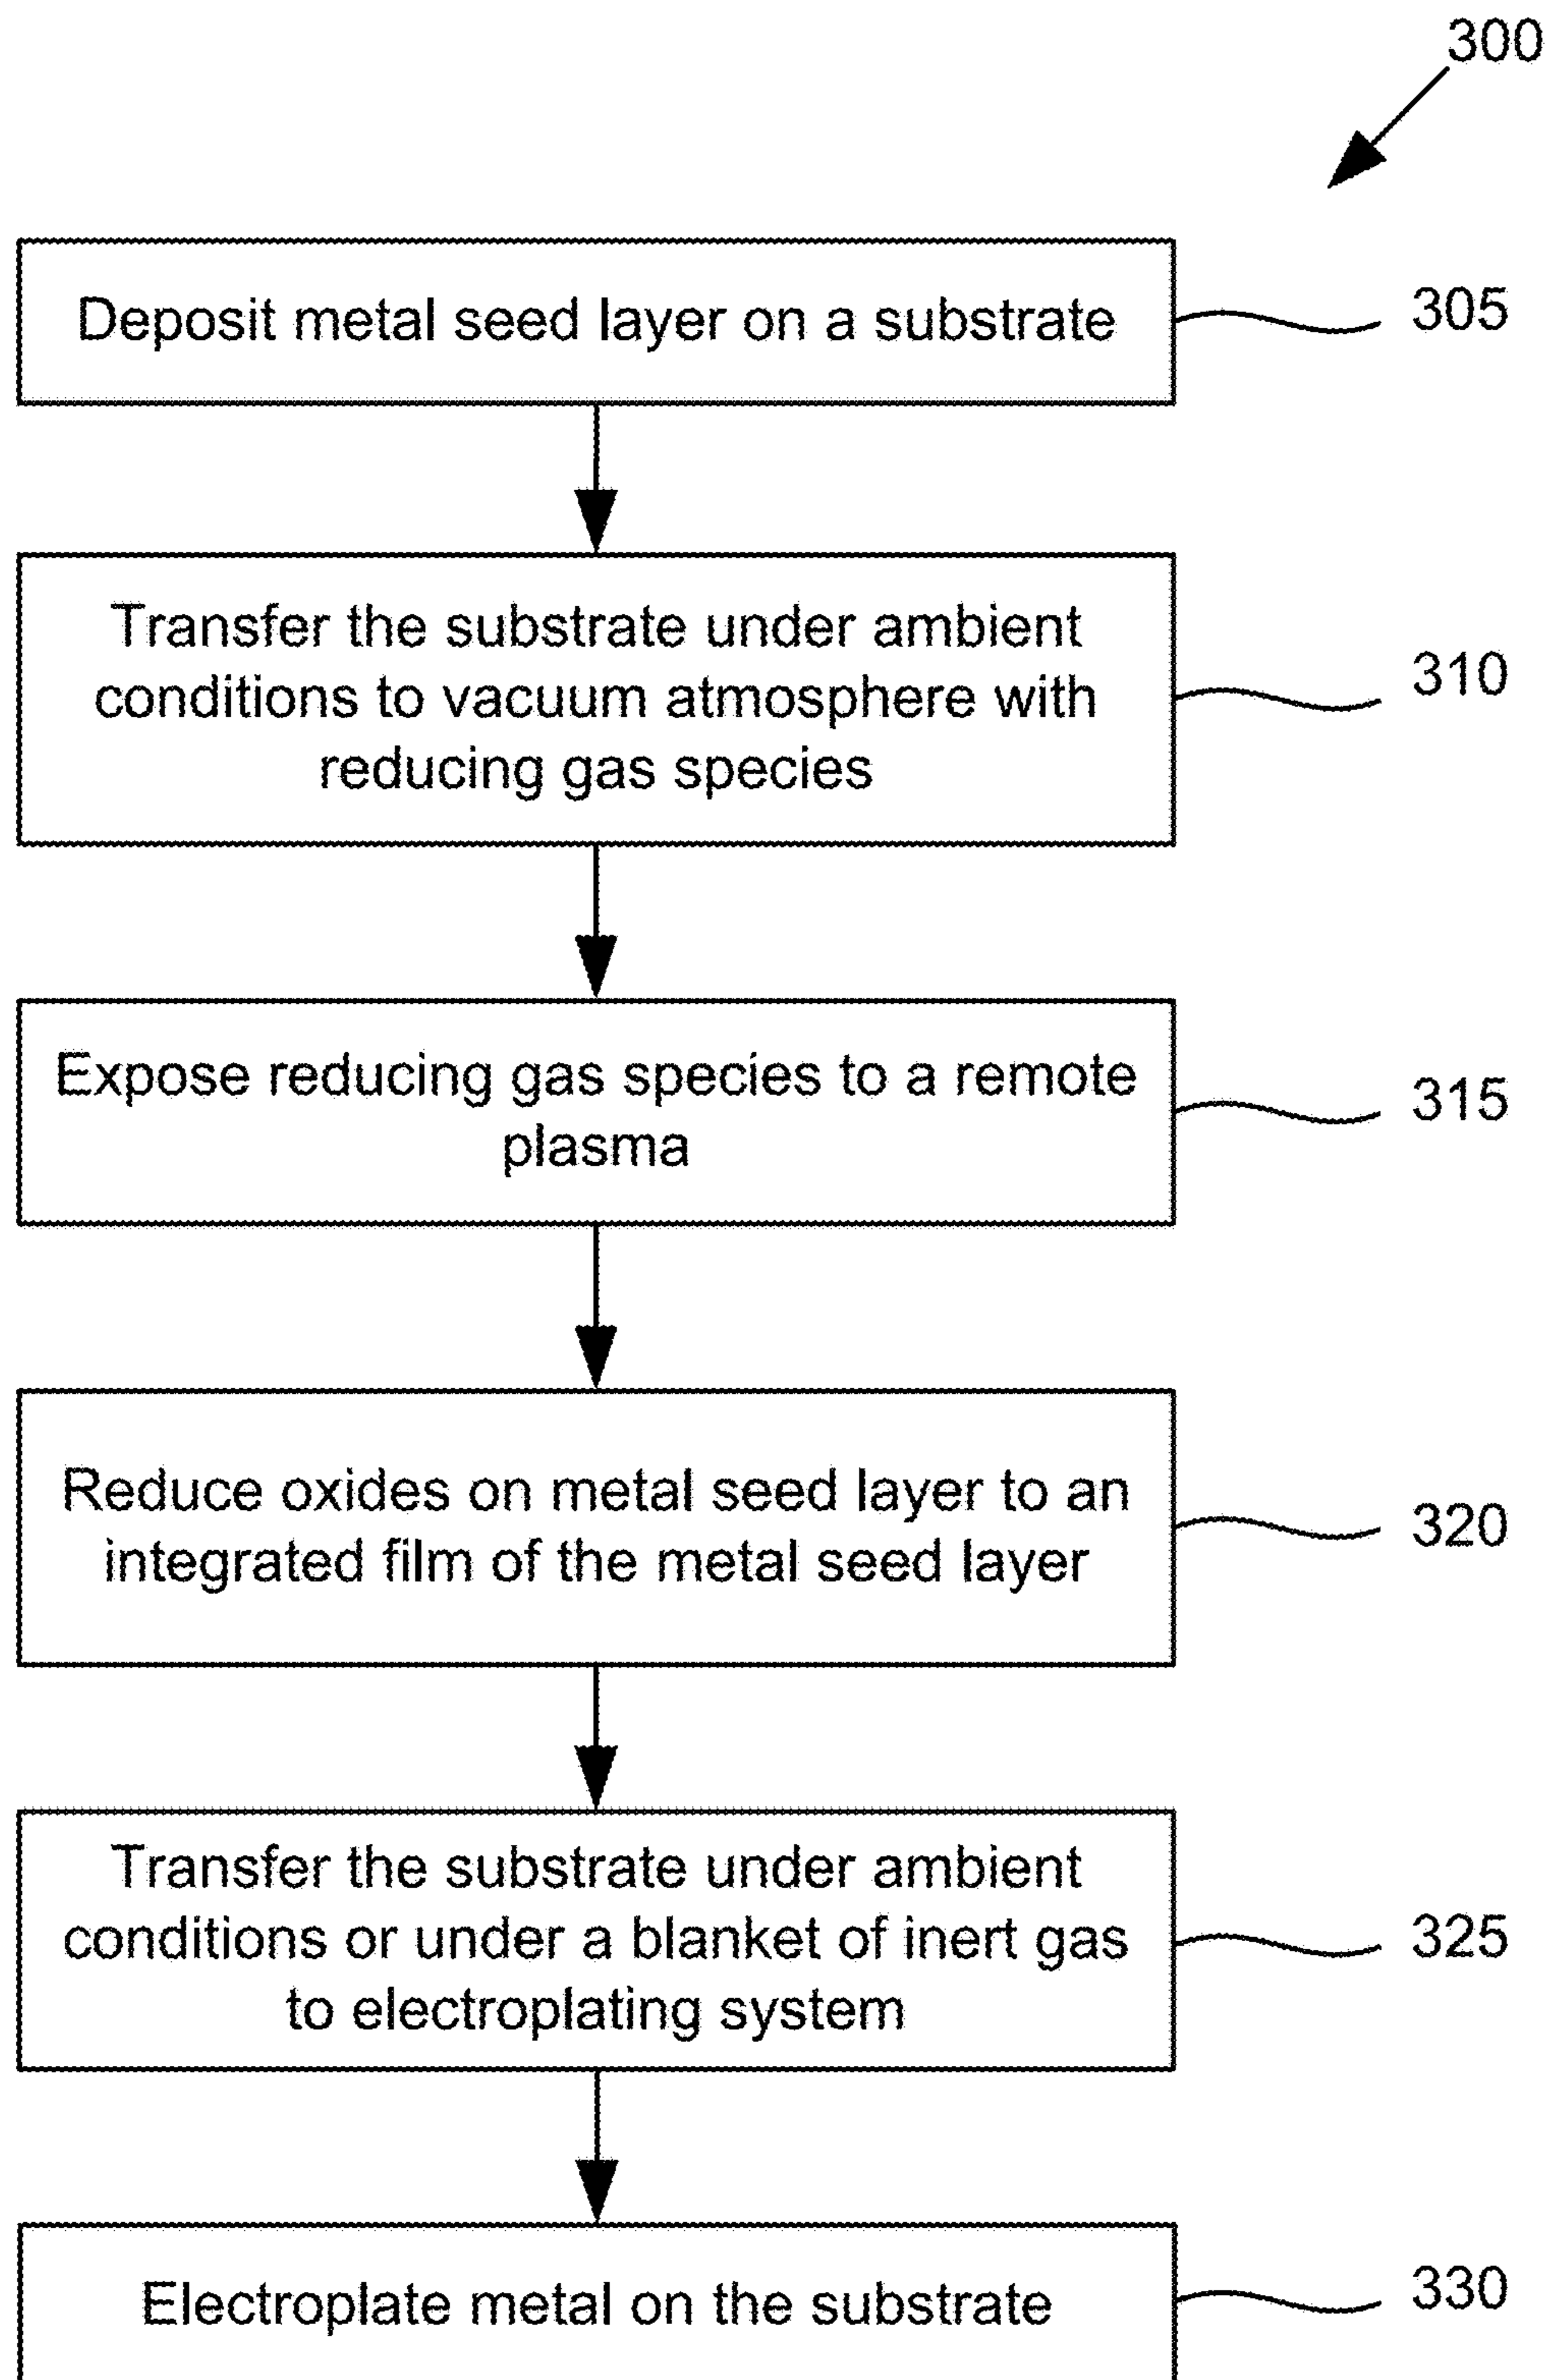 300
Deposit metal seed layer on a substrate
305
Transfer the substrate under ambient
conditions to vacuum atmosphere with
reducing gas species
310
Expose reducing gas species to a remote
plasma
315
Reduce oxides on metal seed layer to an
integrated film of the metal seed layer
320
Transfer the substrate under ambient
conditions or under a blanket of inert gas
to electroplating system
325
Electroplate metal on the substrate
330